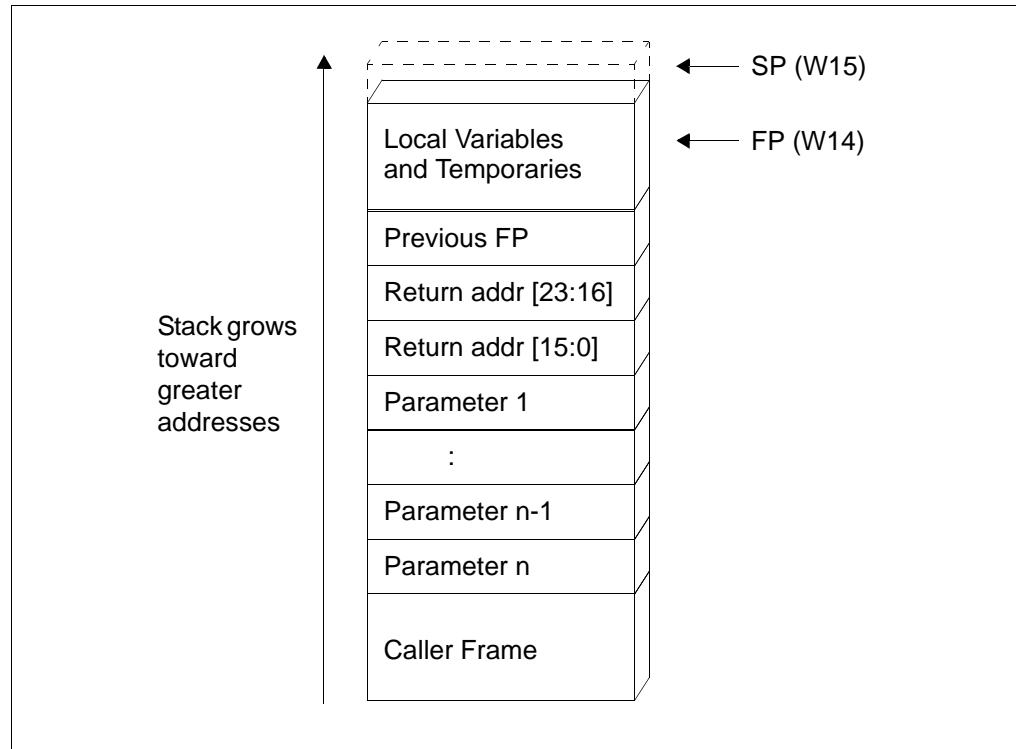 SP (W15)
Local Variables
and Temporaries
FP (W14)
Previous FP
Return addr [23:16]
Stack grows
toward
greater
addresses
Return addr [15:0]
Parameter 1
:
Parameter n-1
Parameter n
Caller Frame